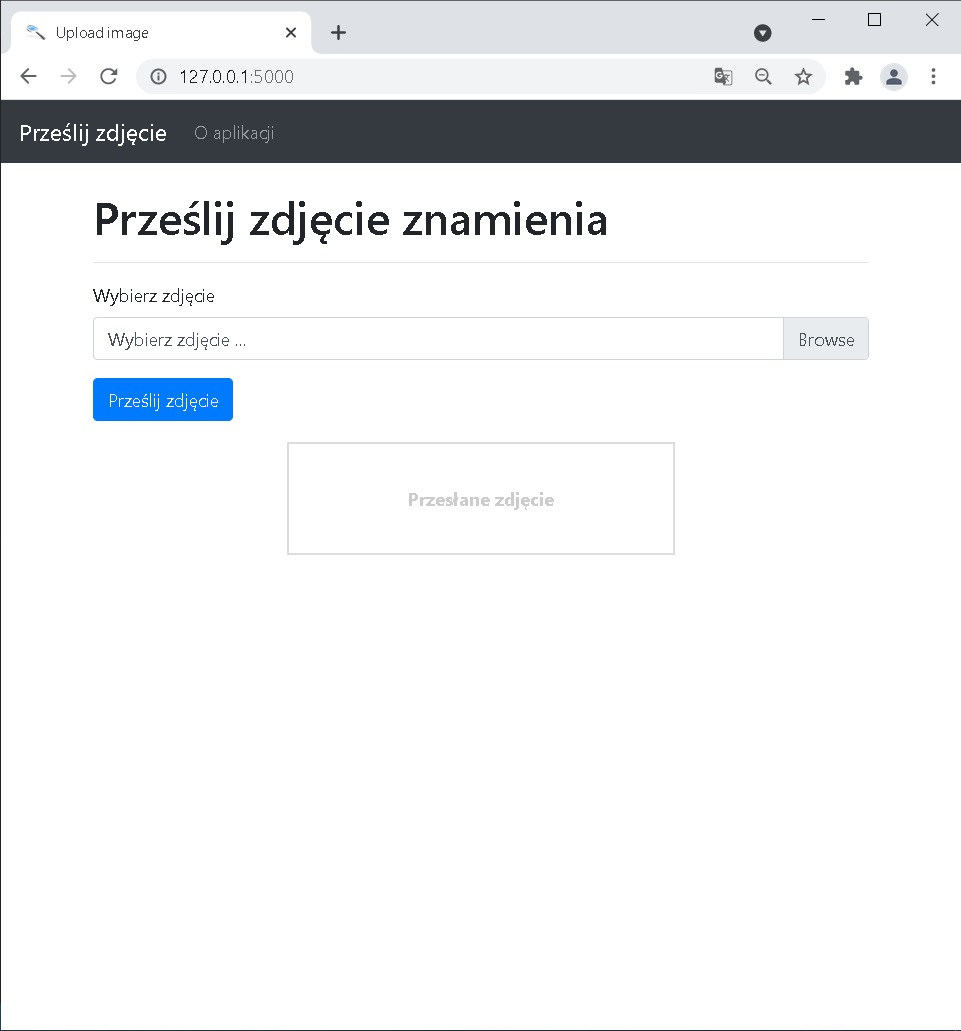 Upload image
127.0.0.1:5000
Prześlij zdjęcie O aplikacji
Prześlij zdjęcie znamienia
Wybierz zdjęcie
Wybierz zdjęcie ... Browse
Prześlij zdjęcie
Przesłane zdjęcie